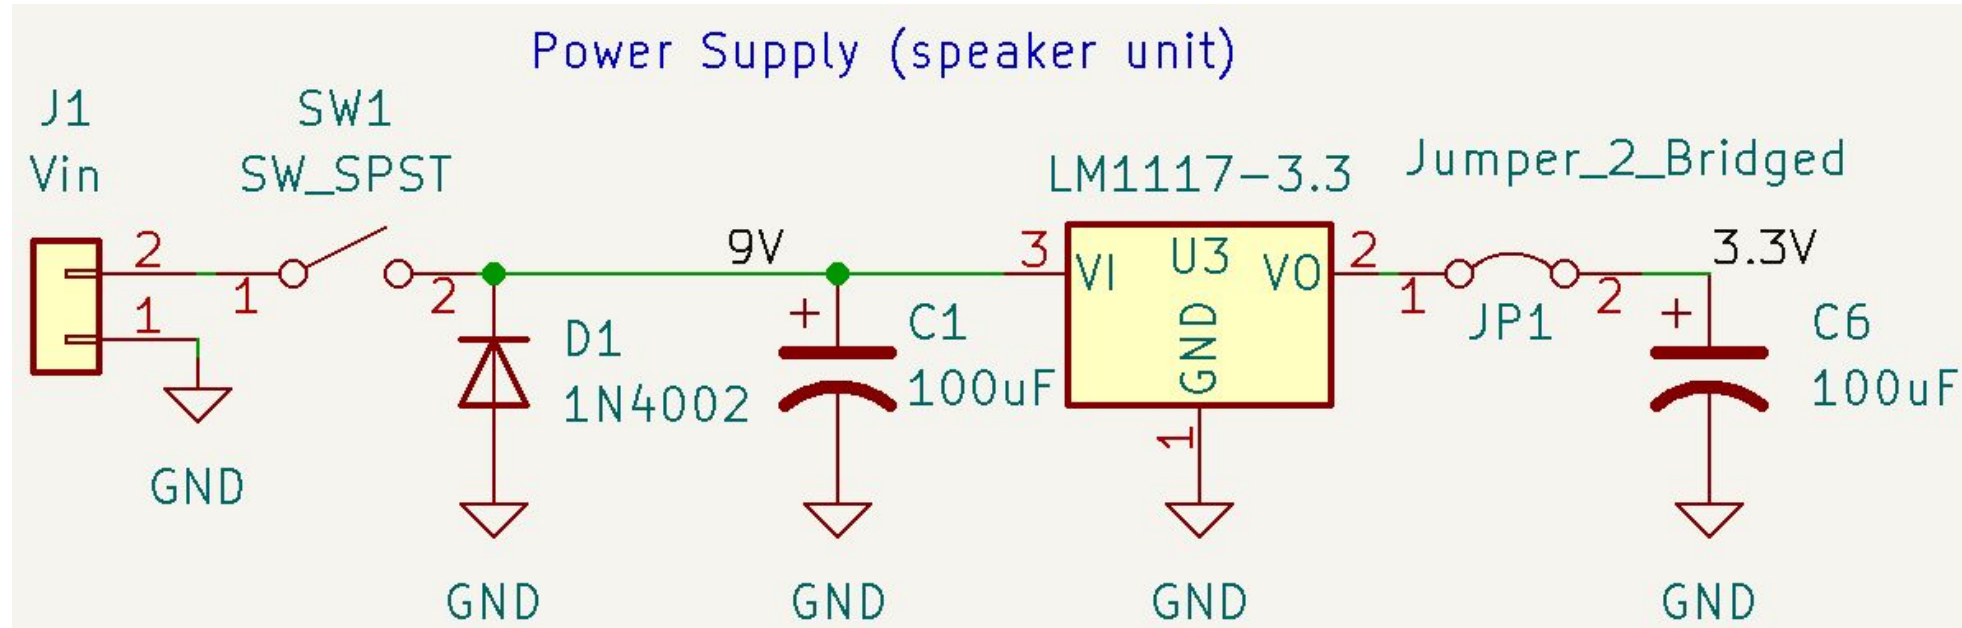 Power Supply (speaker unit)
J1
Vin
SW1
SW_SPST
LM1117-3.3
Jumper_2_Bridged
2
1
1
2
9V
3
VI
U3
VO
GND
1
2
1
JP1
2
3.3V
D1
1N4002
+
C1
100uF
+
C6
100uF
GND
GND
GND
GND
GND